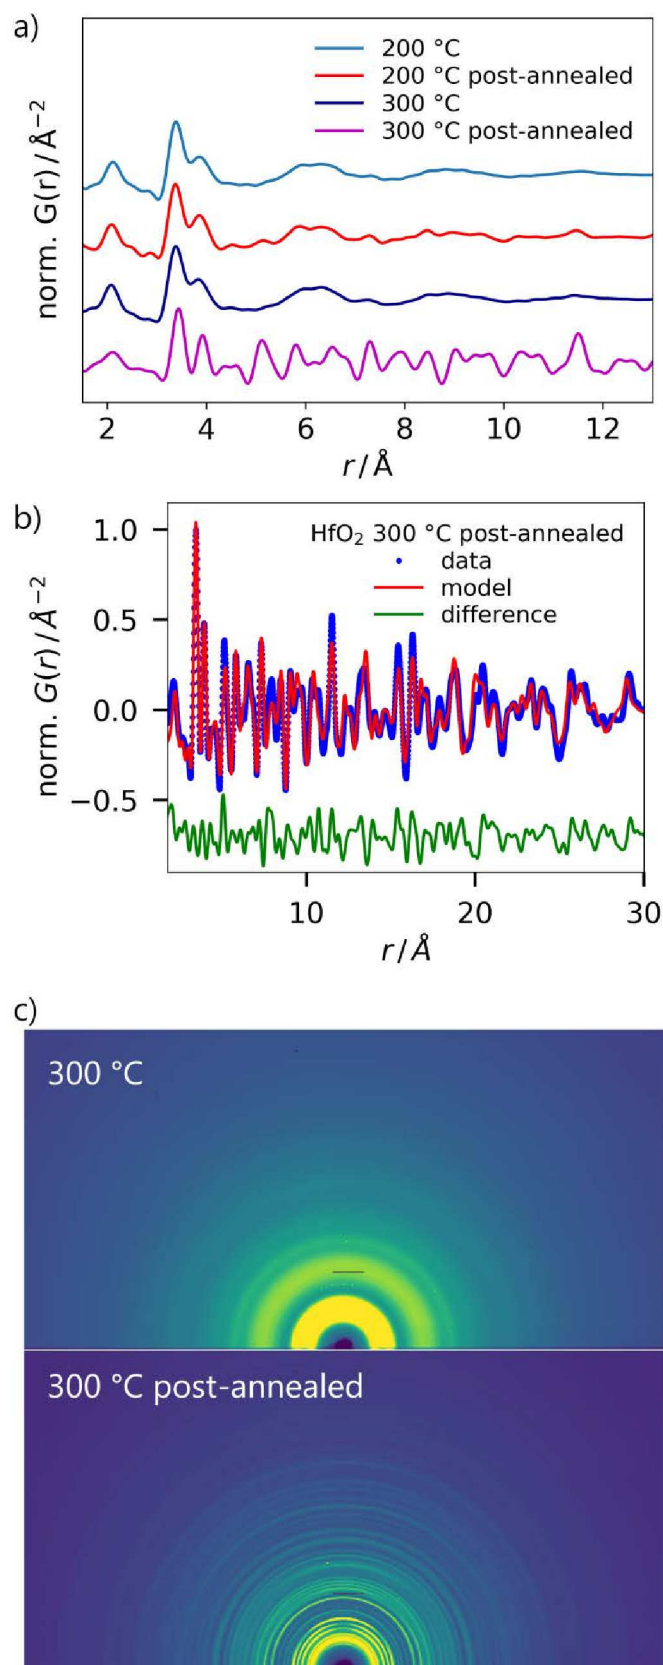 a)
200 °C
200 °C post-annealed
300 °C
300 °C post-annealed
norm. G(r)/Å⁻²
2 4 6 8 10 12
r/Å
b)
HfO₂ 300 °C post-annealed
data
model
difference
1.0
0.5
0.0
−0.5
norm. G(r)/Å⁻²
10 20 30
r/Å
c)
300 °C
300 °C post-annealed